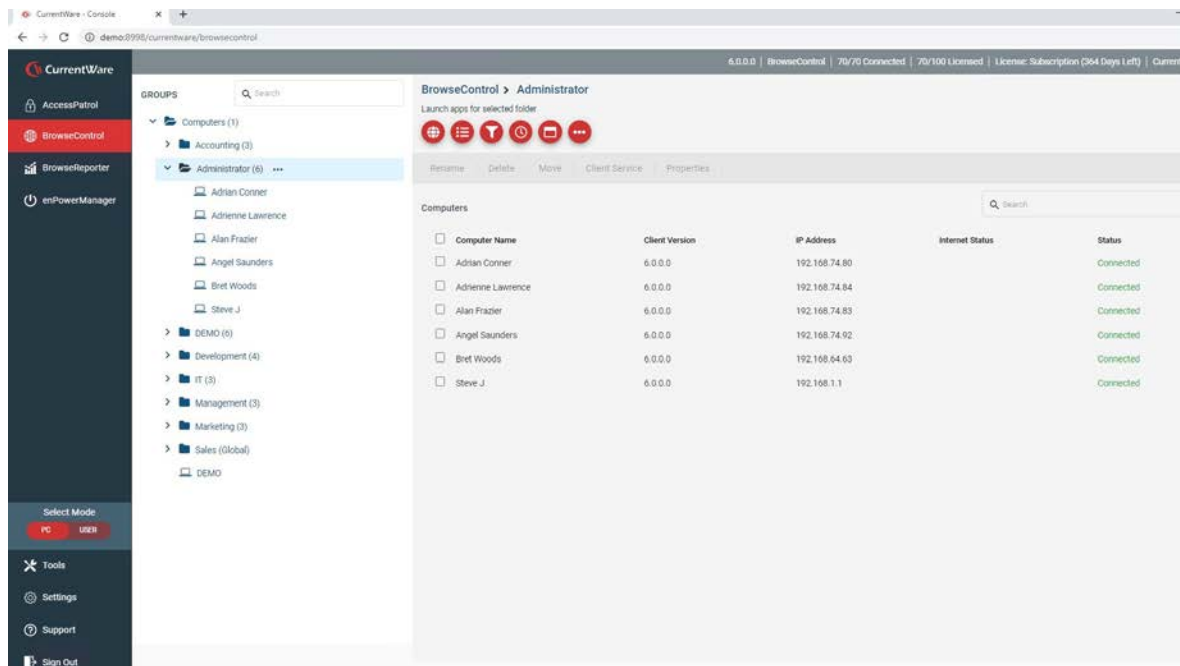 CurrentWare - Console
demo:8998/currentware/browsecontrol
CurrentWare
6.0.0.0 | BrowseControl | 70/70 Connected | 70/100 Licensed | License: Subscription (364 Days Left) | Current
AccessPatrol
BrowseControl
BrowseReporter
enPowerManager
Select Mode
PC USER
Tools
Settings
Support
Sign Out
GROUPS
Search
Computers (1)
Accounting (3)
Administrator (6)
Adrian Conner
Adrienne Lawrence
Alan Frazier
Angel Saunders
Bret Woods
Steve J
DEMO (6)
Development (4)
IT (3)
Management (3)
Marketing (3)
Sales (Global)
DEMO
BrowseControl > Administrator
Launch apps for selected folder
Rename Delete Move Client Service Properties
Computers
Search
Computer Name Client Version IP Address Internet Status Status
Adrian Conner 6.0.0.0 192.168.74.80 Connected
Adrienne Lawrence 6.0.0.0 192.168.74.84 Connected
Alan Frazier 6.0.0.0 192.168.74.83 Connected
Angel Saunders 6.0.0.0 192.168.74.92 Connected
Bret Woods 6.0.0.0 192.168.64.63 Connected
Steve J 6.0.0.0 192.168.1.1 Connected